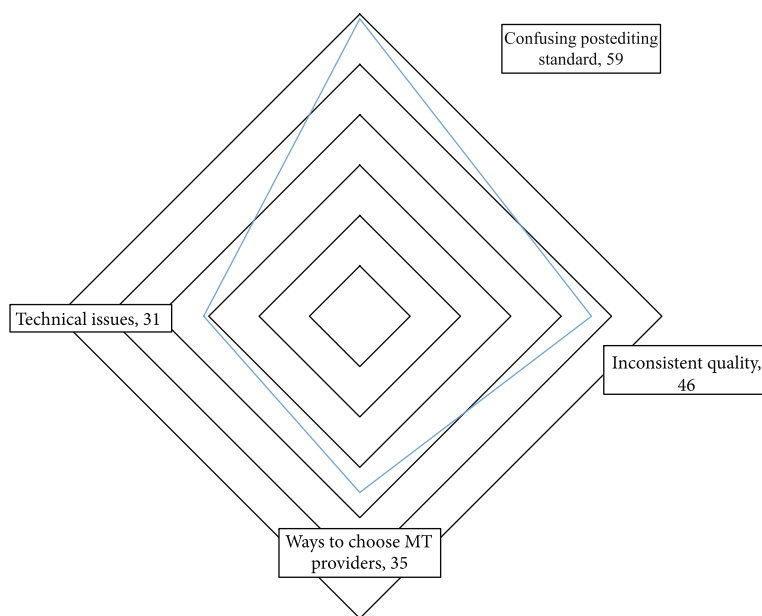 Confusing postediting
standard, 59
Technical issues, 31
Inconsistent quality,
46
Ways to choose MT
providers, 35